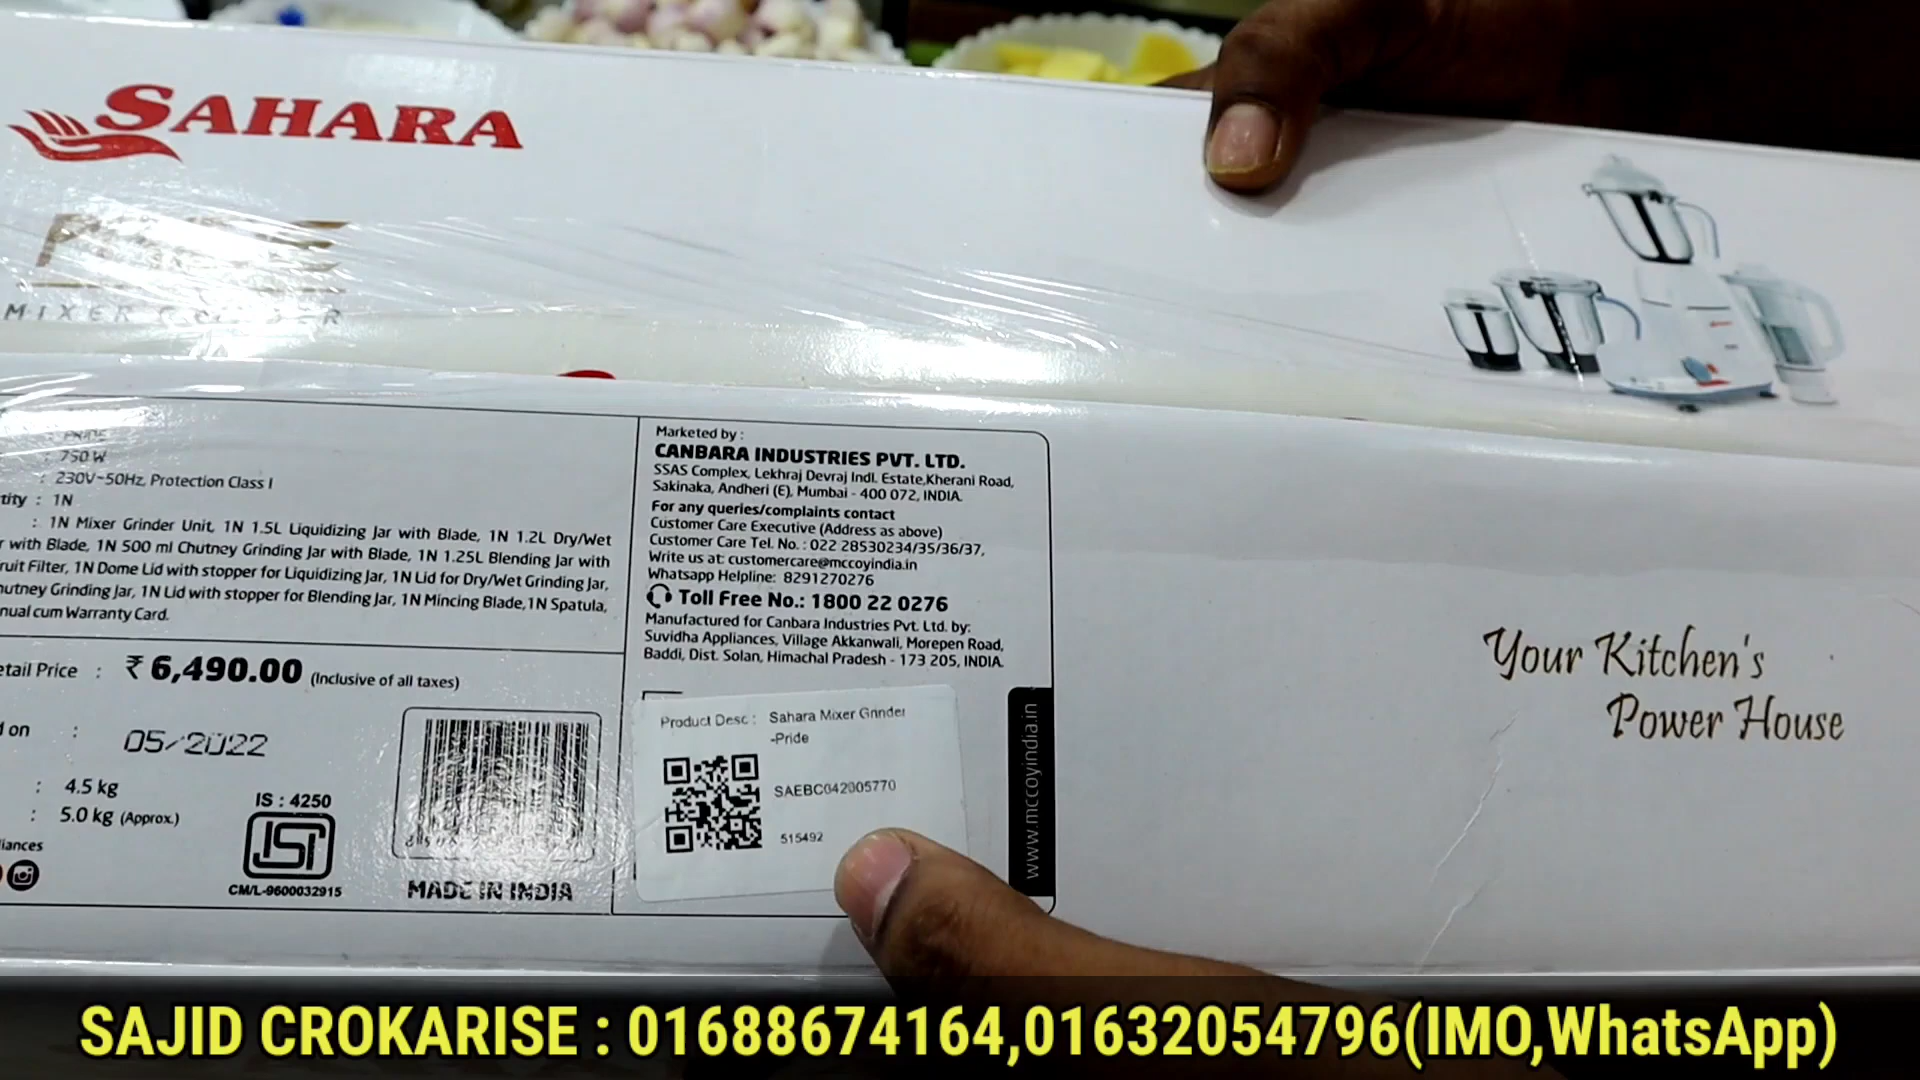 SAHARA
MIXER GRINDER
: PRIDE
: 750 W
: 230V~50Hz, Protection Class I
tity : 1N
: 1N Mixer Grinder Unit, 1N 1.5L Liquidizing Jar with Blade, 1N 1.2L Dry/Wet
r with Blade, 1N 500 ml Chutney Grinding Jar with Blade, 1N 1.25L Blending Jar with
ruit Filter, 1N Dome Lid with stopper for Liquidizing Jar, 1N Lid for Dry/Wet Grinding Jar,
hutney Grinding Jar, 1N Lid with stopper for Blending Jar, 1N Mincing Blade, 1N Spatula,
nual cum Warranty Card.
etail Price : ₹ 6,490.00 (Inclusive of all taxes)
d on : 05/2022
: 4.5 kg
: 5.0 kg (Approx.)
liances
IS : 4250
ISI
CM/L-9600032915
MADE IN INDIA
Marketed by :
CANBARA INDUSTRIES PVT. LTD.
SSAS Complex, Lekhraj Devraj Indl. Estate,Kherani Road,
Sakinaka, Andheri (E), Mumbai - 400 072, INDIA.
For any queries/complaints contact
Customer Care Executive (Address as above)
Customer Care Tel. No. : 022 28530234/35/36/37,
Write us at: customercare@mccoyindia.in
Whatsapp Helpline: 8291270276
Toll Free No.: 1800 22 0276
Manufactured for Canbara Industries Pvt. Ltd. by:
Suvidha Appliances, Village Akkanwali, Morepen Road,
Baddi, Dist. Solan, Himachal Pradesh - 173 205, INDIA.
Product Desc : Sahara Mixer Grinder
-Pride
SAEBC042005770
515492
www.mccoyindia.in
Your Kitchen's
Power House
SAJID CROKARISE : 01688674164,01632054796(IMO,WhatsApp)